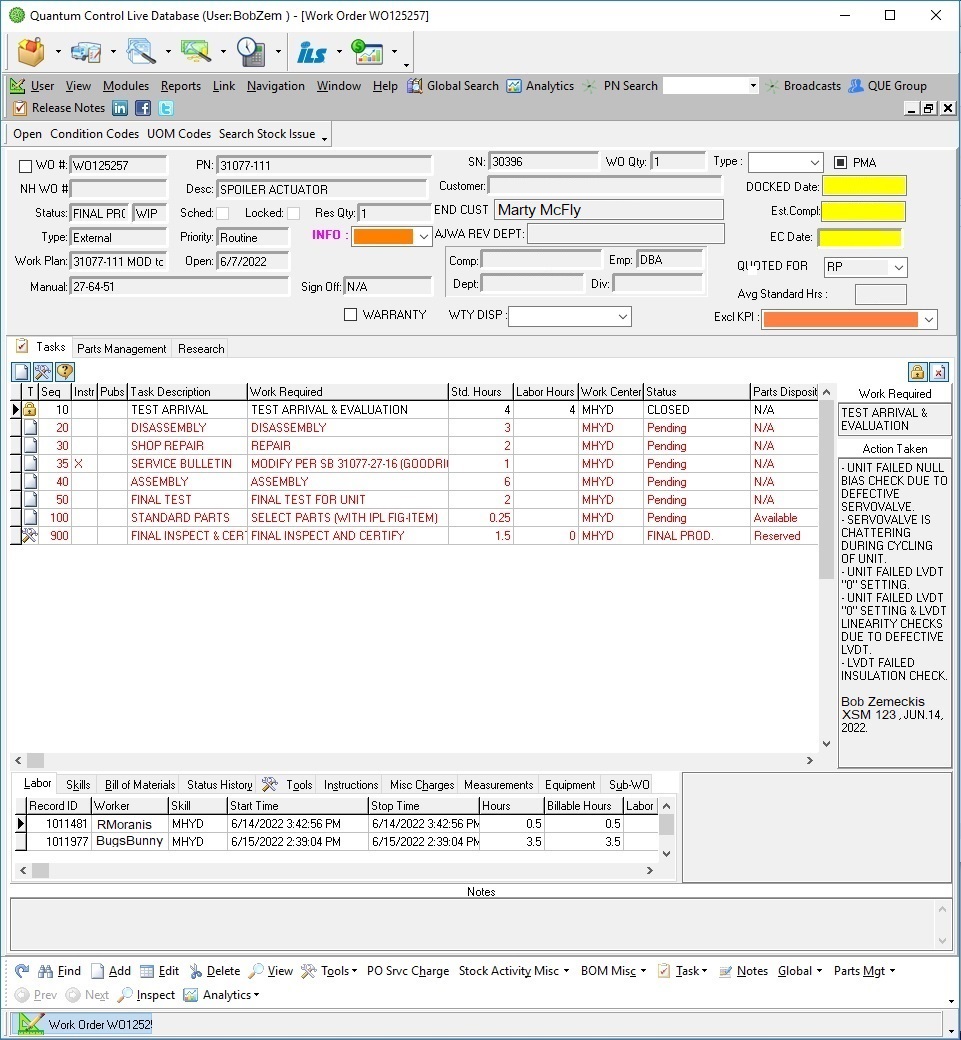 Quantum Control Live Database (User:BobZem ) - [Work Order WO125257]
iLS
User View Modules Reports Link Navigation Window Help Global Search Analytics PN Search Broadcasts QUE Group
Release Notes
Open Condition Codes UOM Codes Search Stock Issue
WO #: WO125257 PN: 31077-111 SN: 30396 WO Qty: 1 Type : PMA
NH WO # Desc: SPOILER ACTUATOR Customer: DOCKED Date:
Status: FINAL PRO WIP Sched: Locked: Res Qty: 1 END CUST Marty McFly Est.Compl:
Type: External Priority: Routine INFO : AJWA REV DEPT: EC Date:
Work Plan: 31077-111 MOD tc Open: 6/7/2022 Comp: Emp: DBA QUOTED FOR RP
Manual: 27-64-51 Sign Off: N/A Dept: Div: Avg Standard Hrs :
WARRANTY WTY DISP : Excl KPI :
Tasks Parts Management Research
T Seq Instr Pubs Task Description Work Required Std. Hours Labor Hours Work Center Status Parts Disposit
10 TEST ARRIVAL TEST ARRIVAL & EVALUATION 4 4 MHYD CLOSED N/A
20 DISASSEMBLY DISASSEMBLY 3 MHYD Pending N/A
30 SHOP REPAIR REPAIR 2 MHYD Pending N/A
35 X SERVICE BULLETIN MODIFY PER SB 31077-27-16 (GOODRI 1 MHYD Pending N/A
40 ASSEMBLY ASSEMBLY 6 MHYD Pending N/A
50 FINAL TEST FINAL TEST FOR UNIT 2 MHYD Pending N/A
100 STANDARD PARTS SELECT PARTS (WITH IPL FIG-ITEM) 0.25 MHYD Pending Available
900 FINAL INSPECT & CER FINAL INSPECT AND CERTIFY 1.5 0 MHYD FINAL PROD. Reserved
Work Required
TEST ARRIVAL &
EVALUATION
Action Taken
- UNIT FAILED NULL
BIAS CHECK DUE TO
DEFECTIVE
SERVOVALVE.
- SERVOVALVE IS
CHATTERING
DURING CYCLING
OF UNIT.
- UNIT FAILED LVDT
"0" SETTING.
- UNIT FAILED LVDT
"0" SETTING & LVDT
LINEARITY CHECKS
DUE TO DEFECTIVE
LVDT.
- LVDT FAILED
INSULATION CHECK.
Bob Zemeckis
XSM 123 ,JUN.14,
2022.
Labor Skills Bill of Materials Status History Tools Instructions Misc Charges Measurements Equipment Sub-WO
Record ID Worker Skill Start Time Stop Time Hours Billable Hours Labor
1011481 RMoranis MHYD 6/14/2022 3:42:56 PM 6/14/2022 3:42:56 PM 0.5 0.5
1011977 BugsBunny MHYD 6/15/2022 2:39:04 PM 6/15/2022 2:39:04 PM 3.5 3.5
Notes
Find Add Edit Delete View Tools PO Srvc Charge Stock Activity Misc BOM Misc Task Notes Global Parts Mgt
Prev Next Inspect Analytics
Work Order WO12525